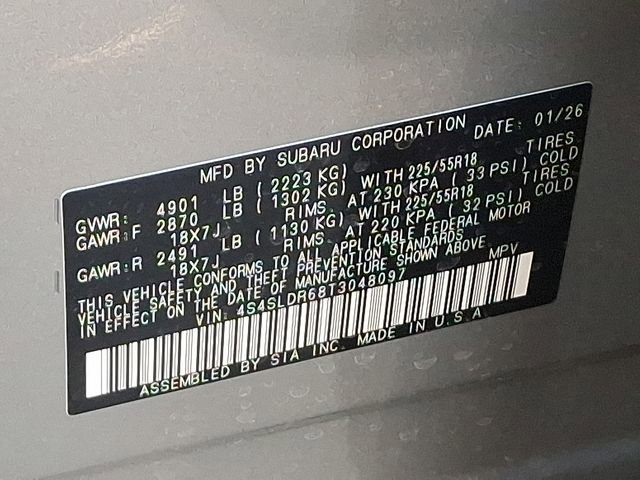 MFD BY SUBARU CORPORATION DATE: 01/26
GVWR: 4901 LB ( 2223 KG)
GAWR:F 2870 LB ( 1302 KG) WITH 225/55R18 TIRES
18X7J RIMS. AT 230 KPA ( 33 PSI) COLD
GAWR:R 2491 LB ( 1130 KG) WITH 225/55R18 TIRES
18X7J RIMS. AT 220 KPA ( 32 PSI) COLD
THIS VEHICLE CONFORMS TO ALL APPLICABLE FEDERAL MOTOR
VEHICLE SAFETY AND THEFT PREVENTION STANDARDS
IN EFFECT ON THE DATE OF MANUFACTURE SHOWN ABOVE
VIN: 4S4SLDR68T3048097 MPV
ASSEMBLED BY SIA INC. MADE IN U.S.A